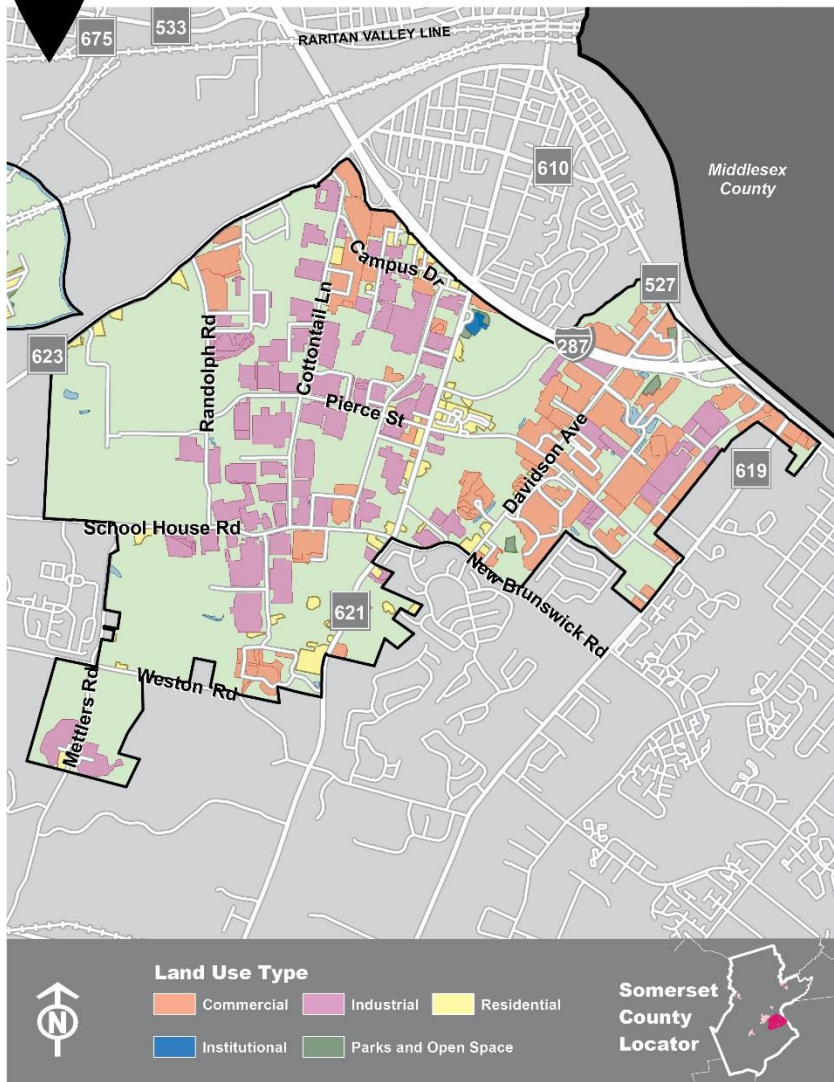 533
675
RARITAN VALLEY LINE
610
Middlesex
County
Campus Dr
527
287
623
Randolph Rd
Cottontail Ln
Pierce St
Davidson Ave
619
School House Rd
New Brunswick Rd
621
Weston Rd
Mettlers Rd
Land Use Type
Commercial
Industrial
Residential
Institutional
Parks and Open Space
N
Somerset
County
Locator